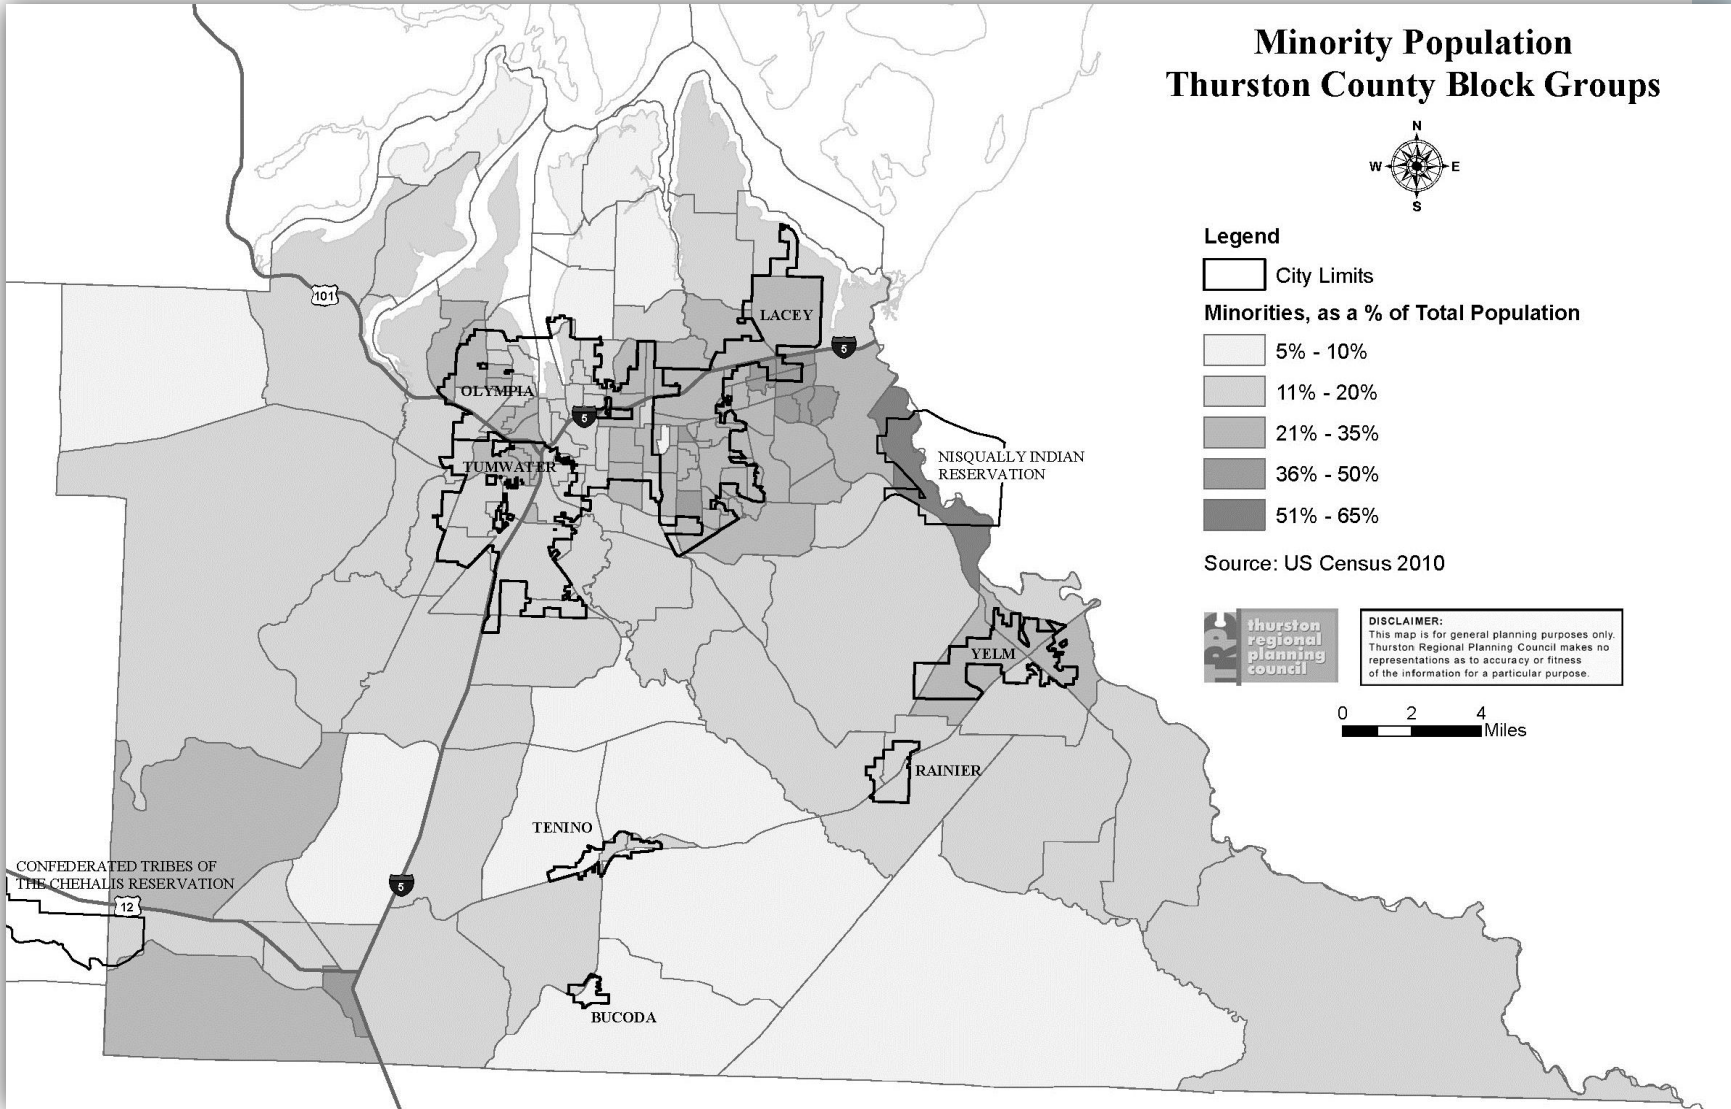 Minority Population
Thurston County Block Groups
N
W E
S
Legend
City Limits
Minorities, as a % of Total Population
5% - 10%
11% - 20%
21% - 35%
36% - 50%
51% - 65%
Source: US Census 2010
TRPC
thurston
regional
planning
council
DISCLAIMER:
This map is for general planning purposes only.
Thurston Regional Planning Council makes no
representations as to accuracy or fitness
of the information for a particular purpose.
0 2 4
Miles
101
LACEY
5
OLYMPIA
5
TUMWATER
NISQUALLY INDIAN
RESERVATION
YELM
RAINIER
TENINO
CONFEDERATED TRIBES OF
THE CHEHALIS RESERVATION
5
12
BUCODA